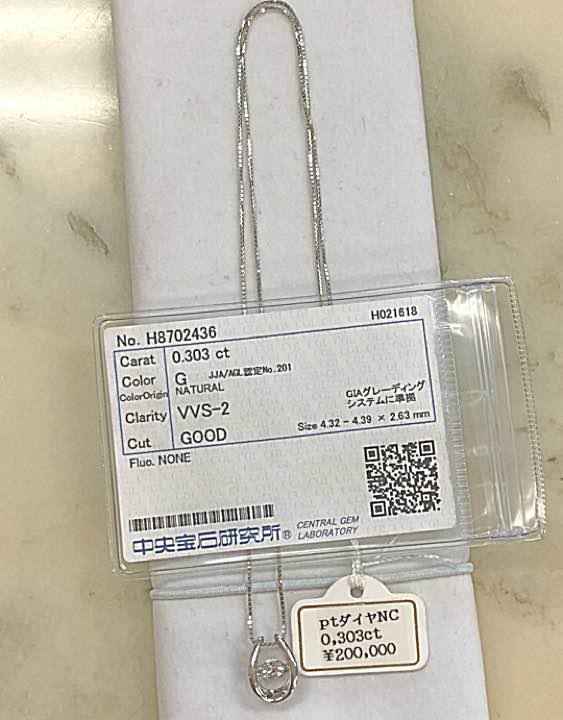 No. H8702436
H021618
Carat 0.303 ct
Color G JJA/AGL認定No.201
ColorOrigin NATURAL
Clarity VVS-2
GIAグレーディング
システムに準拠
Cut GOOD
Size 4.32 - 4.39 × 2.63 mm
Fluo. NONE
中央宝石研究所®
CENTRAL GEM
LABORATORY
ptダイヤNC
0,303ct
¥200,000